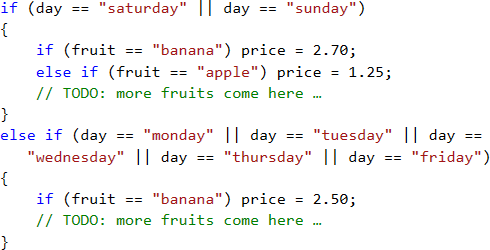 if (day == "saturday" || day == "sunday")
{
    if (fruit == "banana") price = 2.70;
    else if (fruit == "apple") price = 1.25;
    // TODO: more fruits come here …
}
else if (day == "monday" || day == "tuesday" || day ==
   "wednesday" || day == "thursday" || day == "friday")
{
    if (fruit == "banana") price = 2.50;
    // TODO: more fruits come here …
}